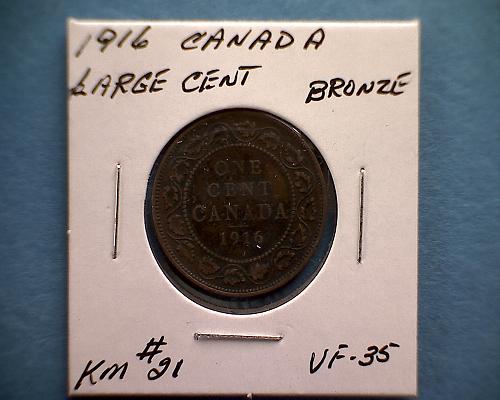 1916 CANADA
LARGE CENT BRONZE
ONE
CENT
CANADA
1916
KM #21 VF-35